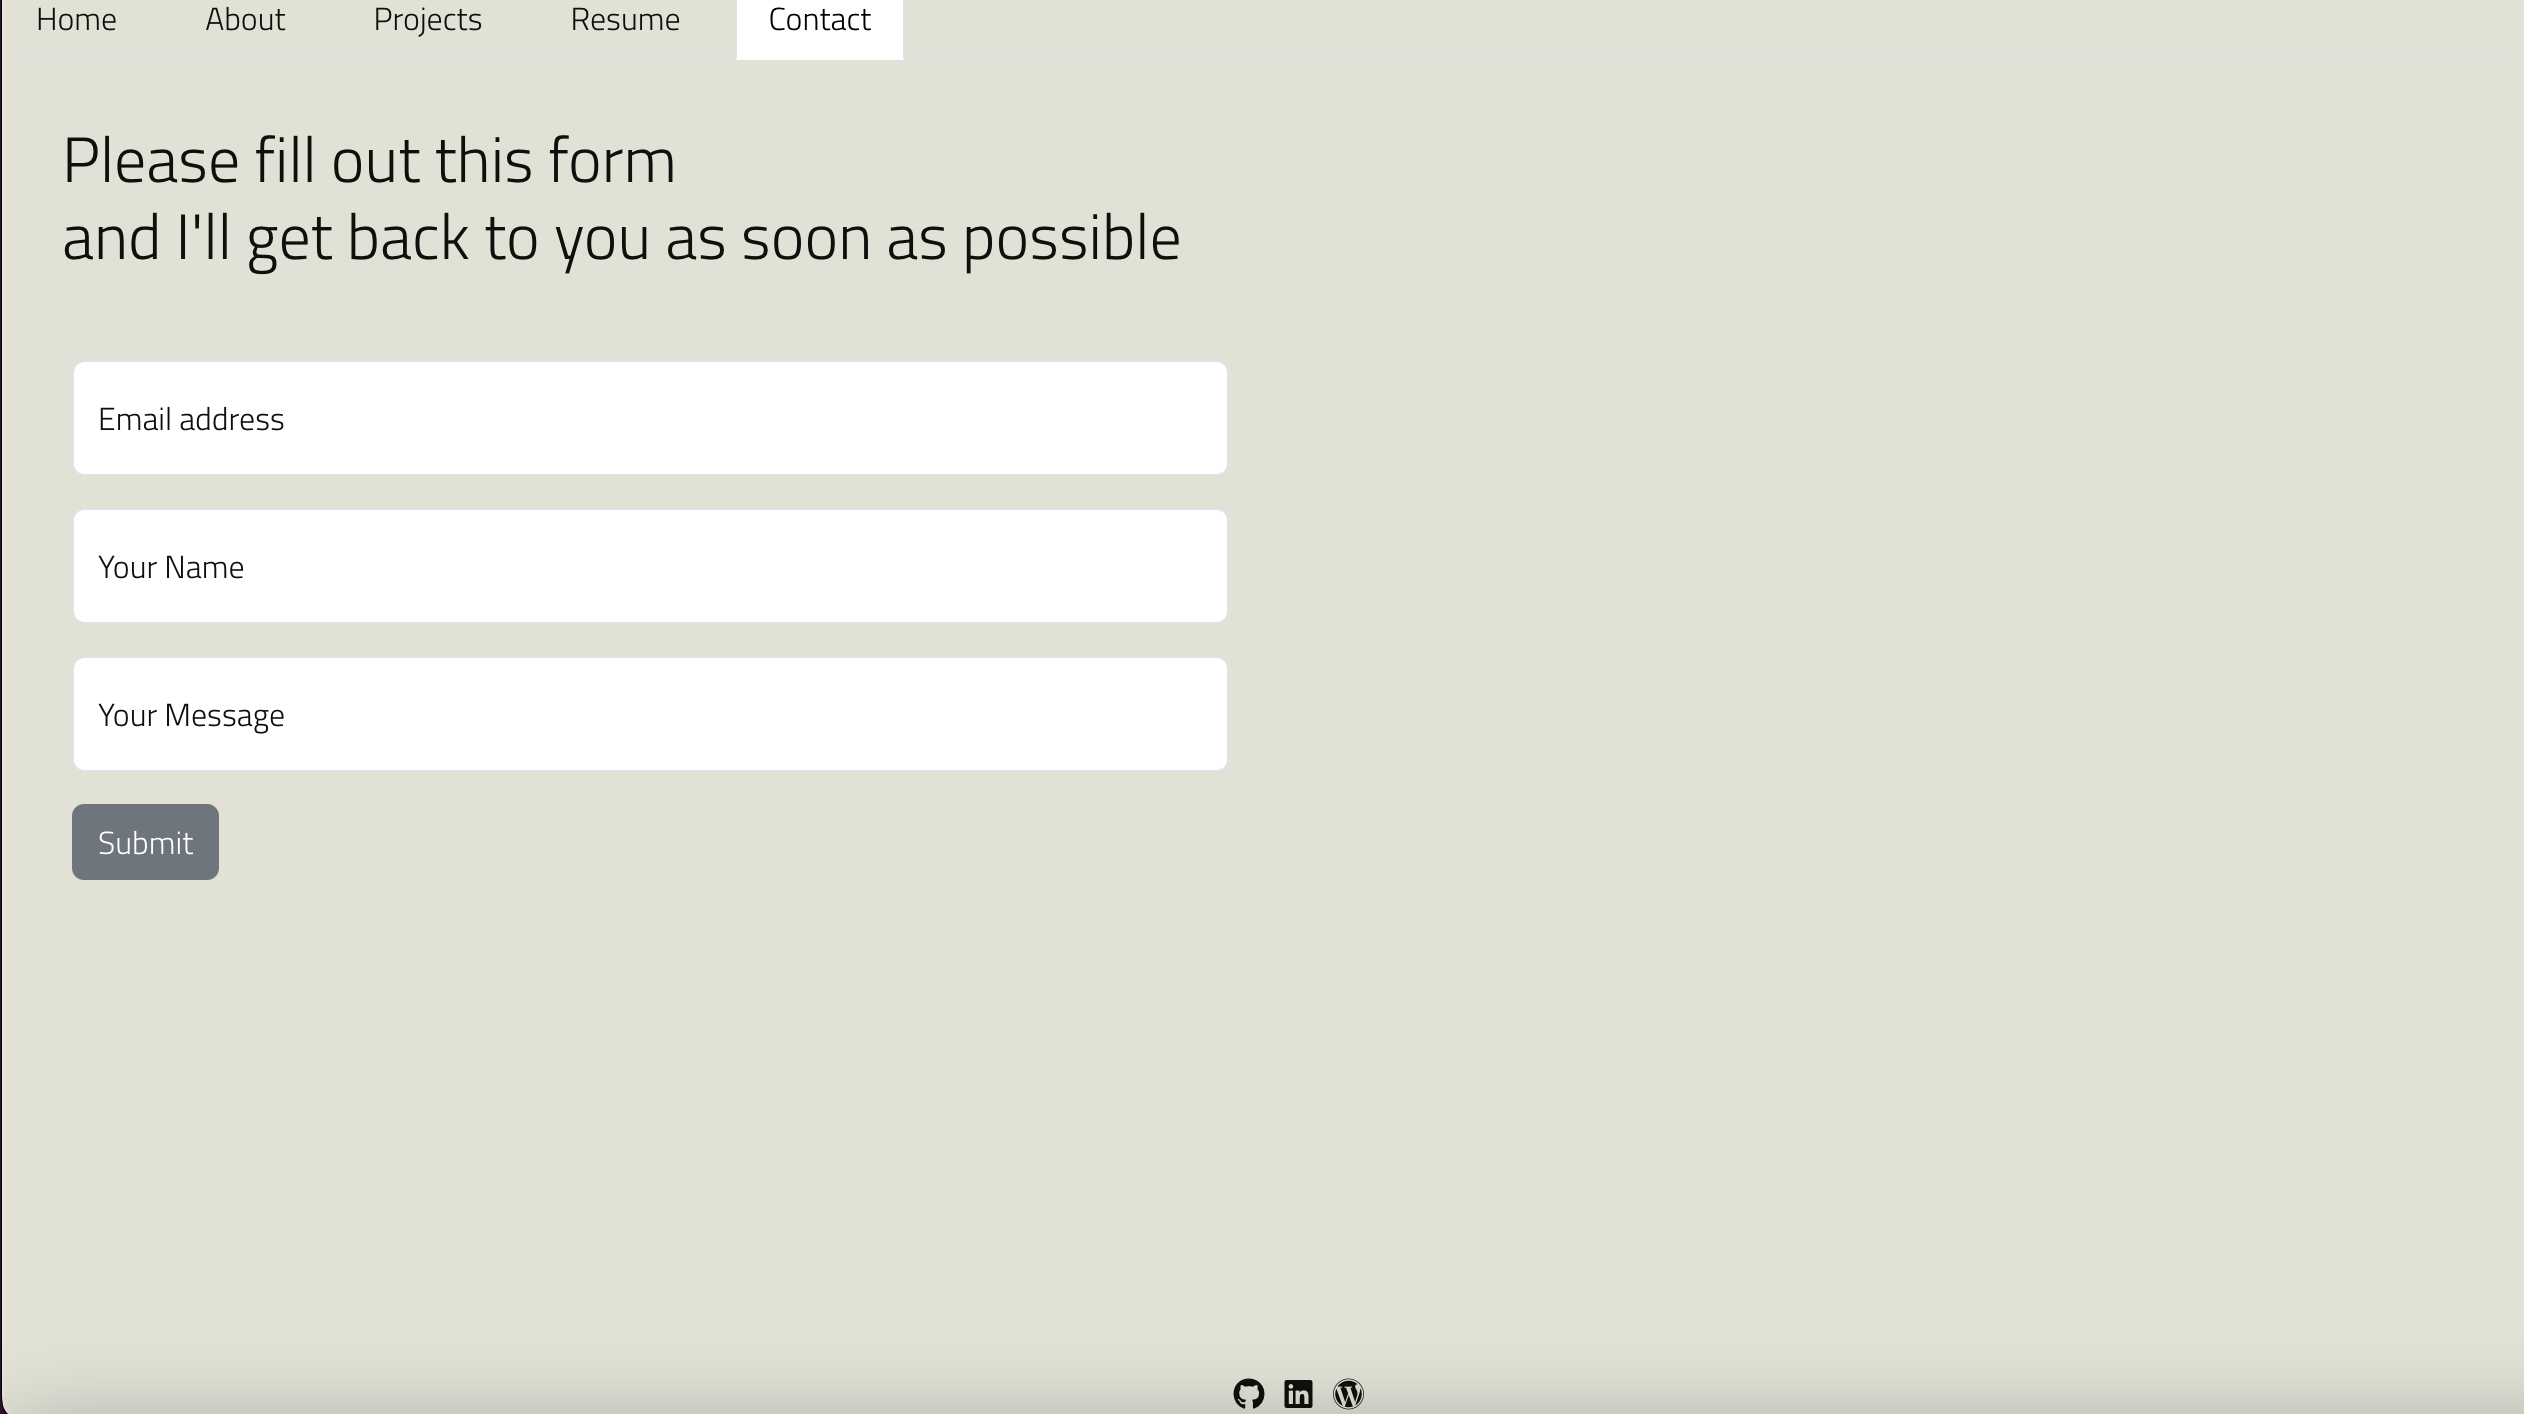 Home About Projects Resume Contact
Please fill out this form
and I'll get back to you as soon as possible
Email address
Your Name
Your Message
Submit